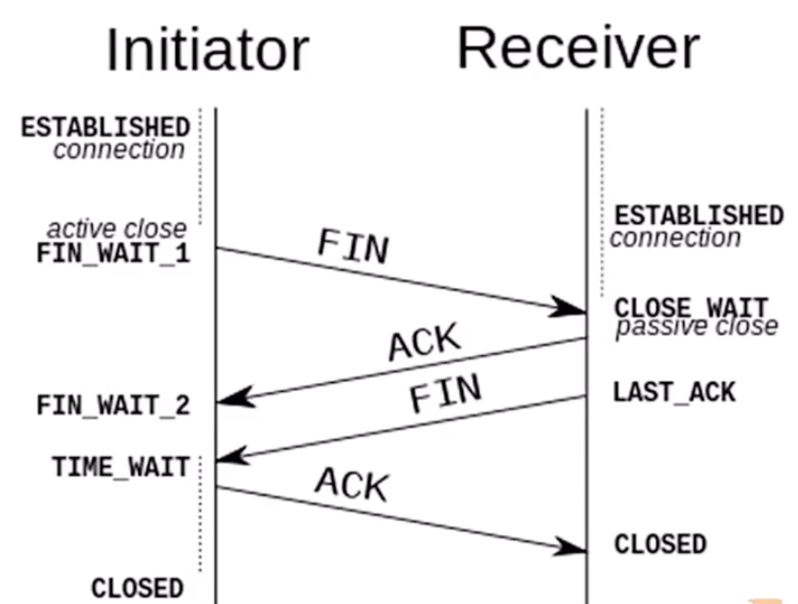 Initiator
Receiver
ESTABLISHED
connection
ESTABLISHED
connection
active close
FIN_WAIT_1
FIN
CLOSE_WAIT
passive close
ACK
FIN
LAST_ACK
FIN_WAIT_2
TIME_WAIT
ACK
CLOSED
CLOSED